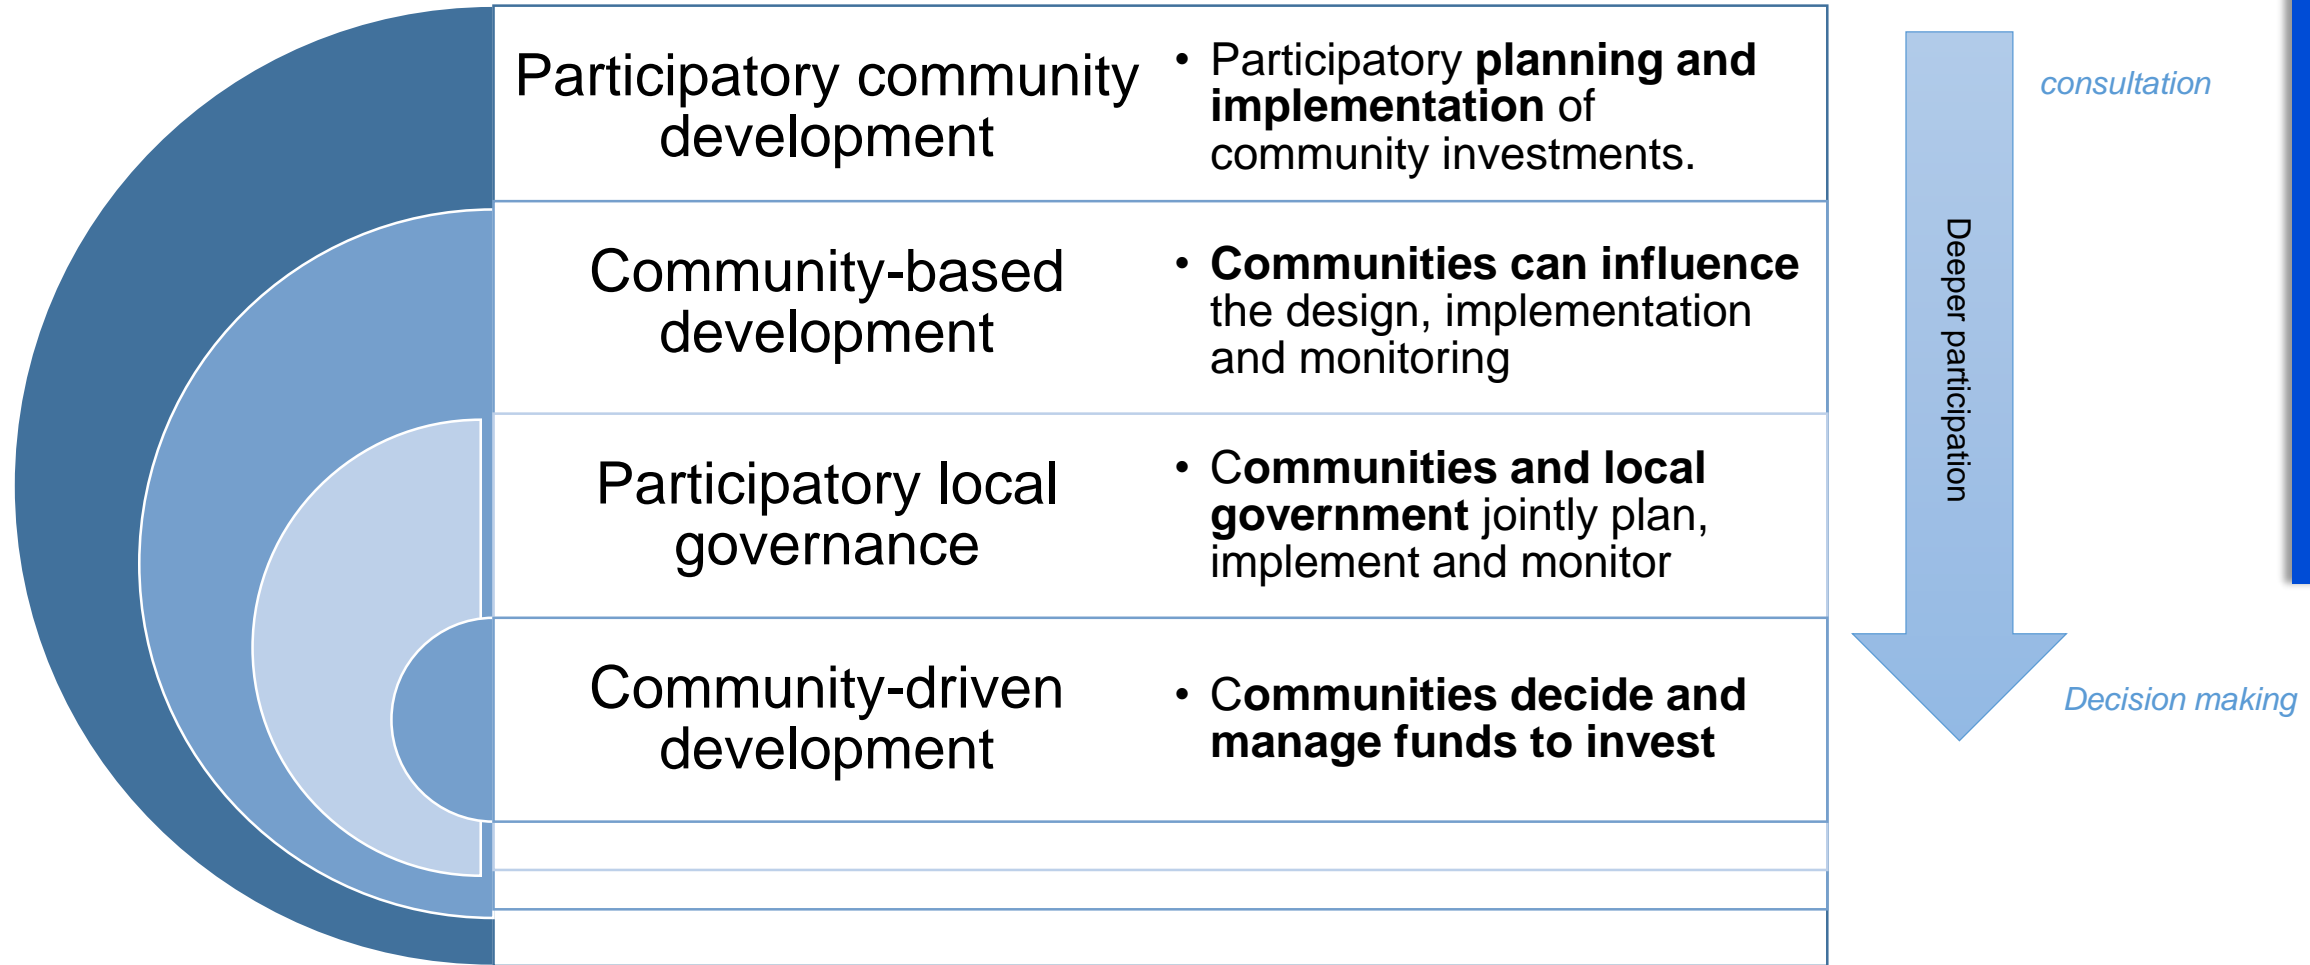 Participatory community
development
• Participatory planning and
implementation of
community investments.
Community-based
development
• Communities can influence
the design, implementation
and monitoring
Participatory local
governance
• Communities and local
government jointly plan,
implement and monitor
Community-driven
development
• Communities decide and
manage funds to invest
consultation
Deeper participation
Decision making